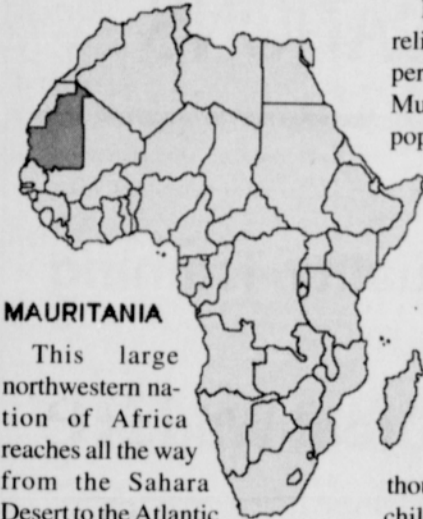 MAURITANIA
This large
northwestern na-
tion of Africa
reaches all the way
from the Sahara
Desert to the Atlantic
reli
per
Mu
pop
thou
chil